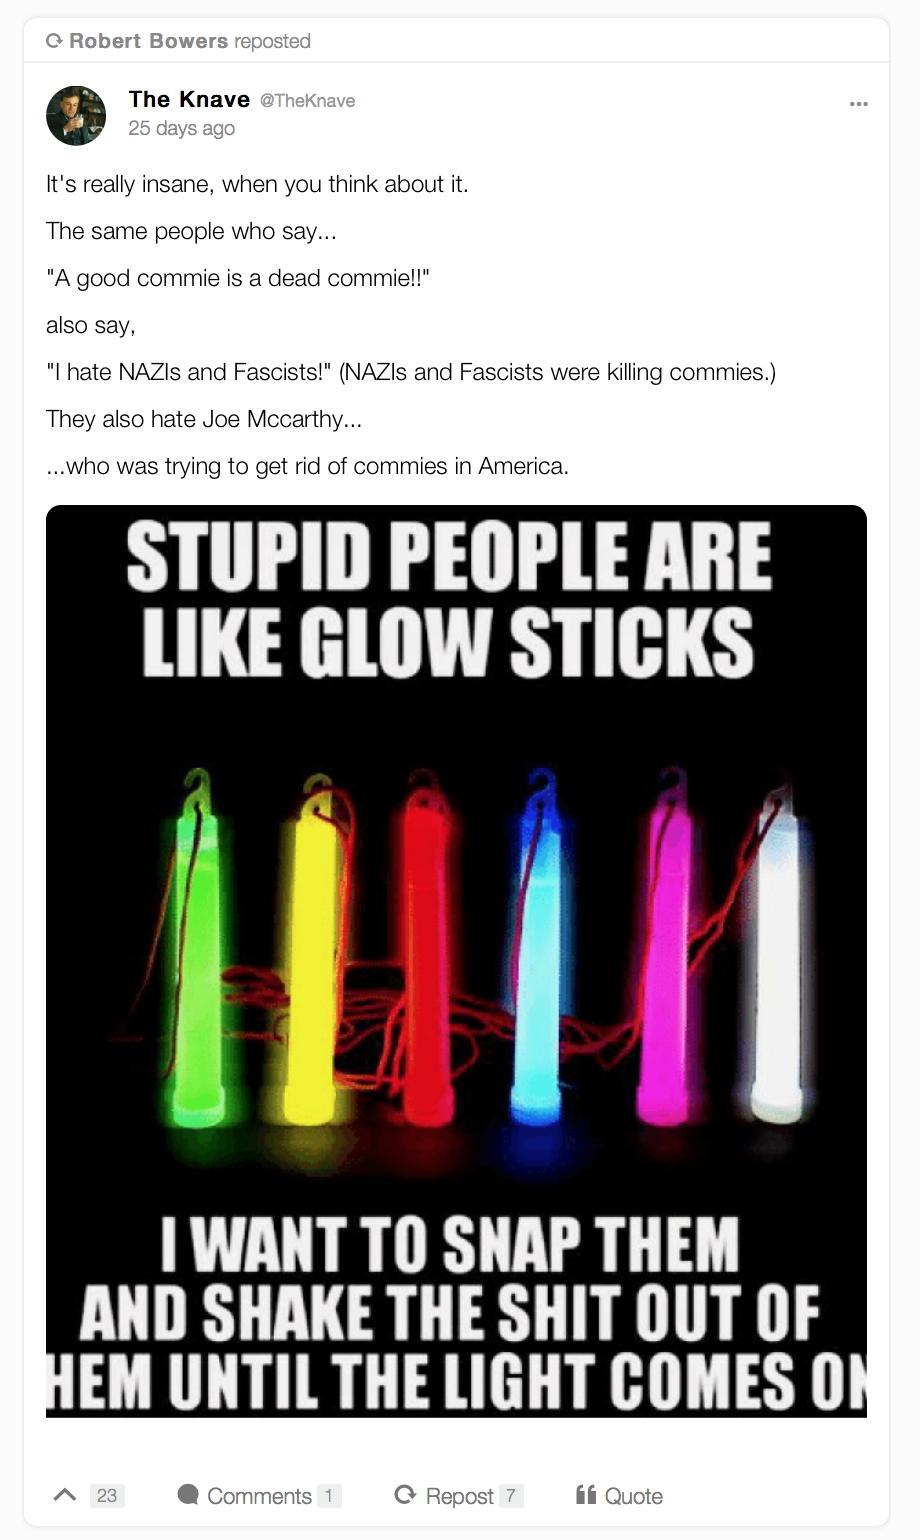 Robert Bowers reposted
The Knave @TheKnave
25 days ago
It's really insane, when you think about it.
The same people who say...
"A good commie is a dead commie!!"
also say,
"I hate NAZIs and Fascists!" (NAZIs and Fascists were killing commies.)
They also hate Joe Mccarthy...
...who was trying to get rid of commies in America.
STUPID PEOPLE ARE
LIKE GLOW STICKS
I WANT TO SNAP THEM
AND SHAKE THE SHIT OUT OF
HEM UNTIL THE LIGHT COMES ON
23 Comments 1 Repost 7 Quote